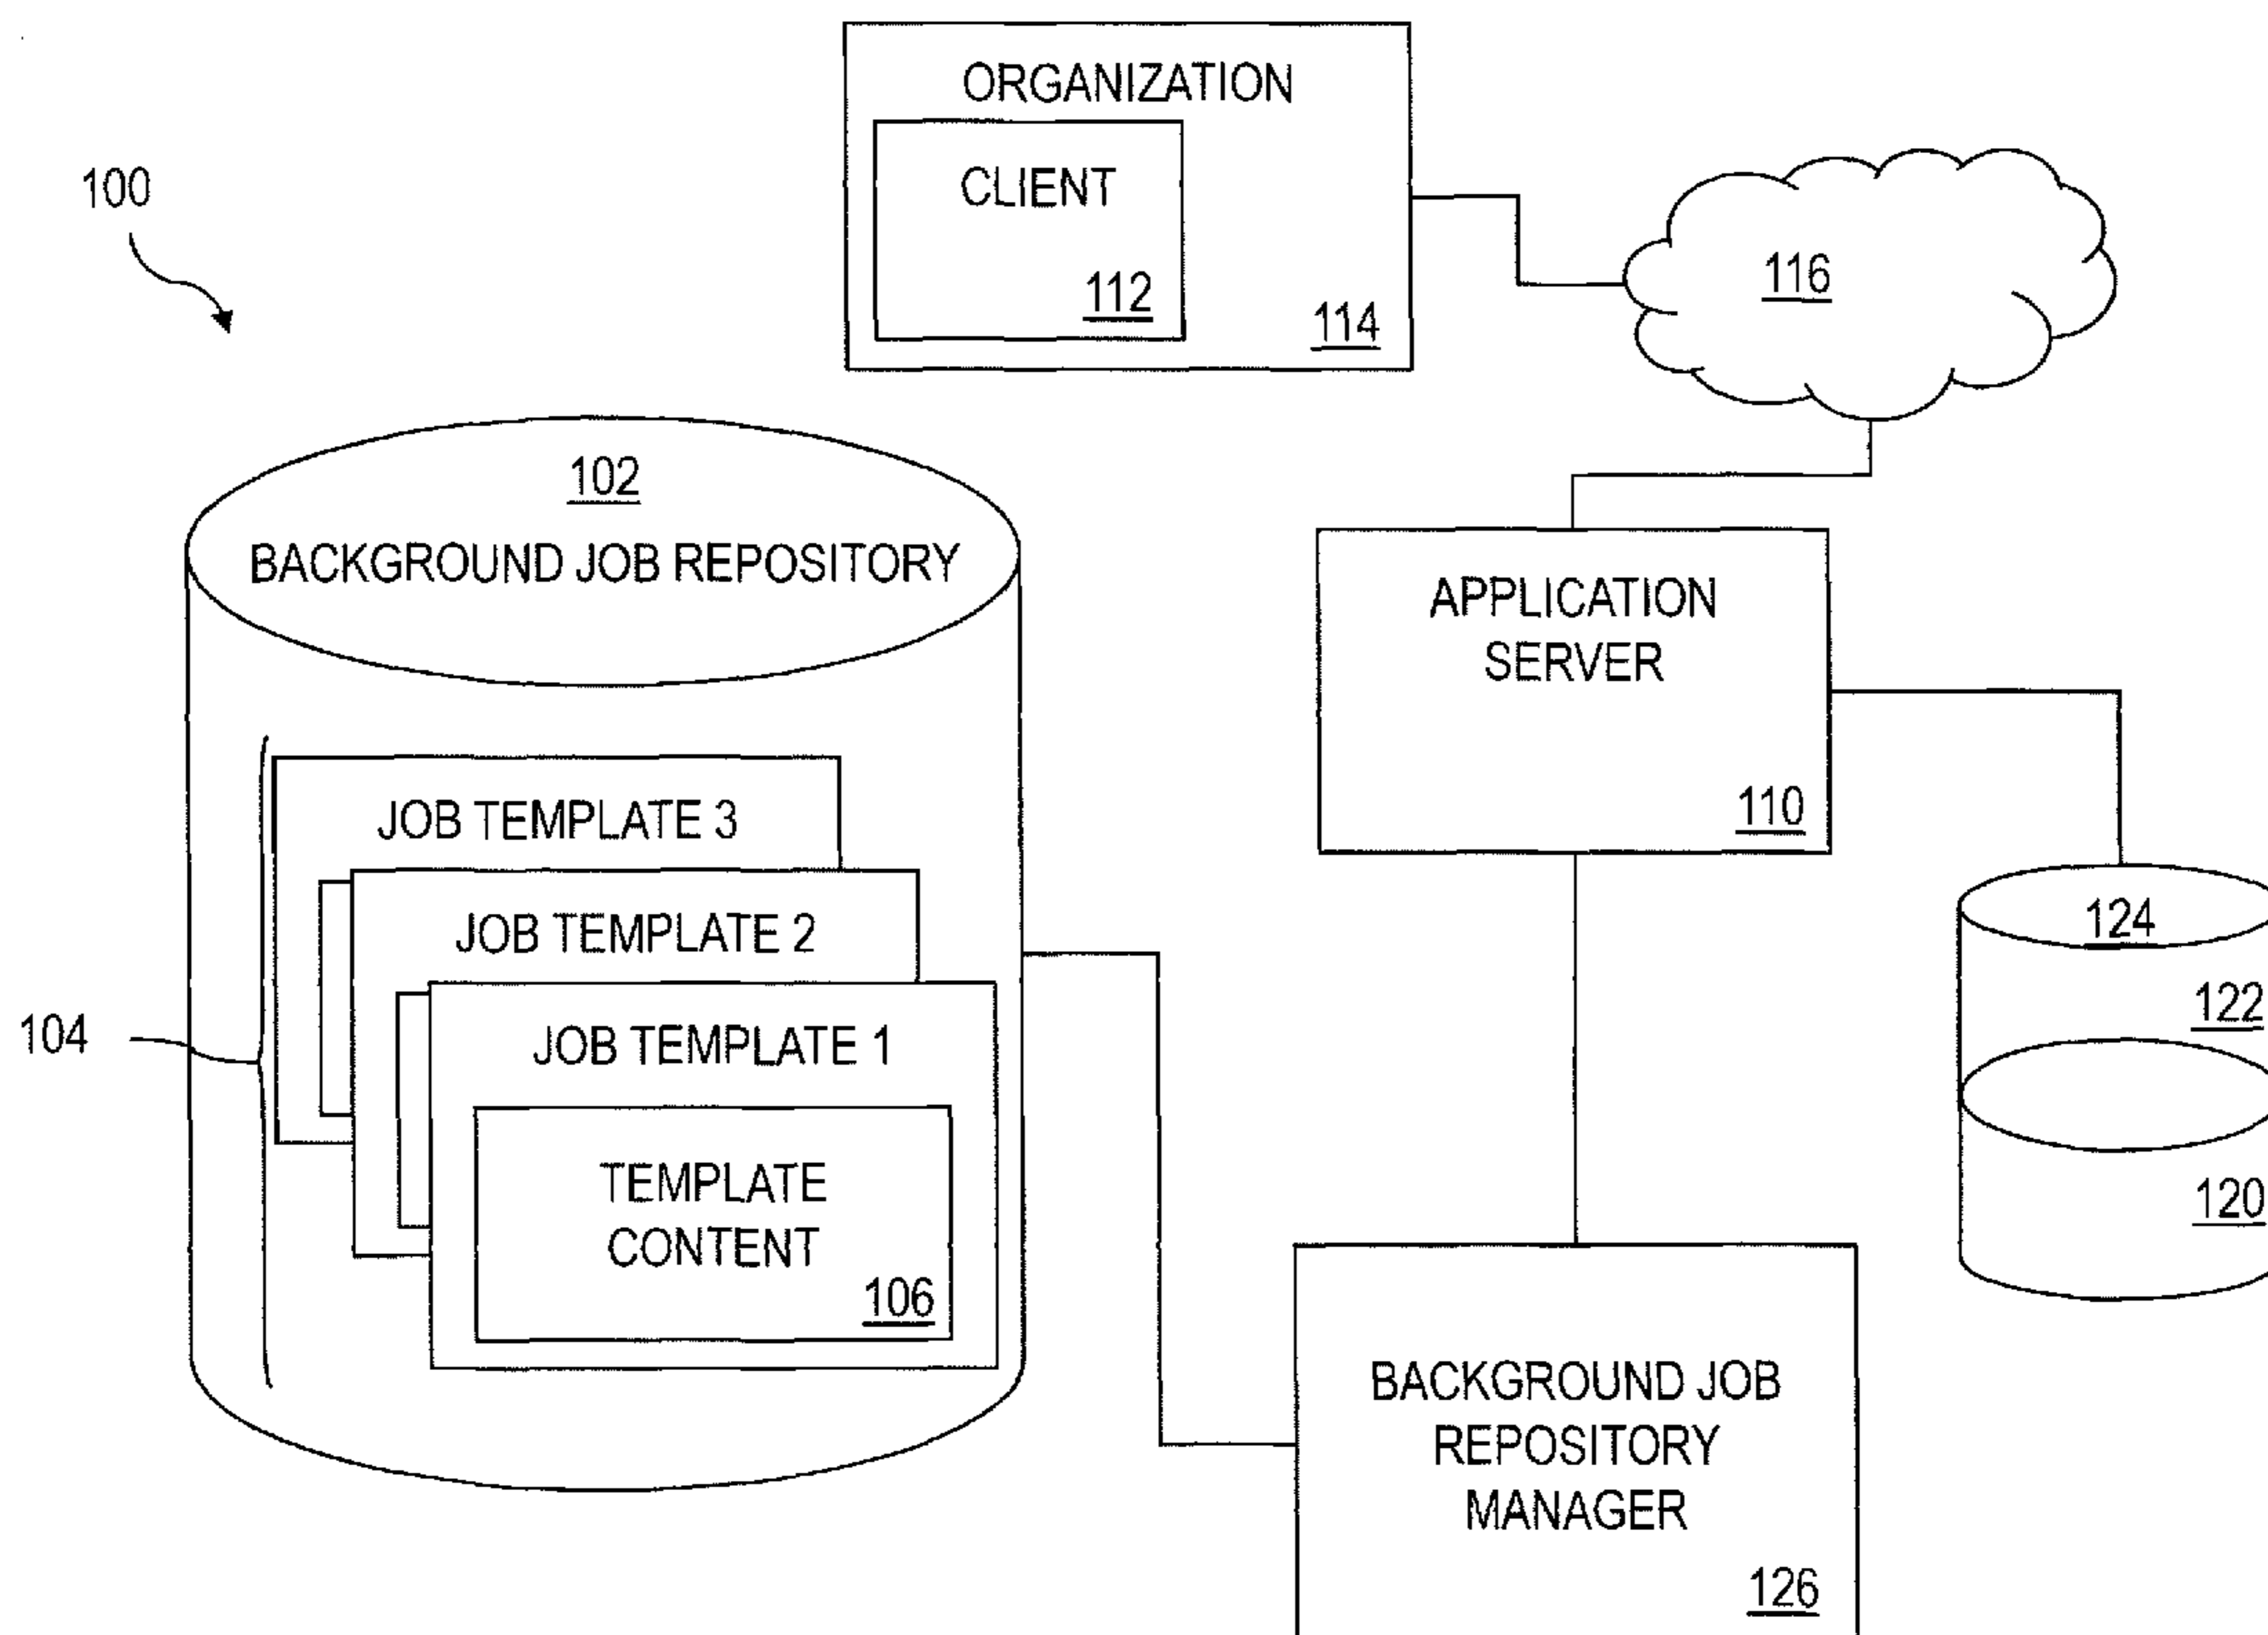 ORGANIZATION
CLIENT
112
114
100
116
102
BACKGROUND JOB REPOSITORY
APPLICATION
SERVER
110
JOB TEMPLATE 3
JOB TEMPLATE 2
JOB TEMPLATE 1
104
TEMPLATE
CONTENT
106
124
122
120
BACKGROUND JOB
REPOSITORY
MANAGER
126